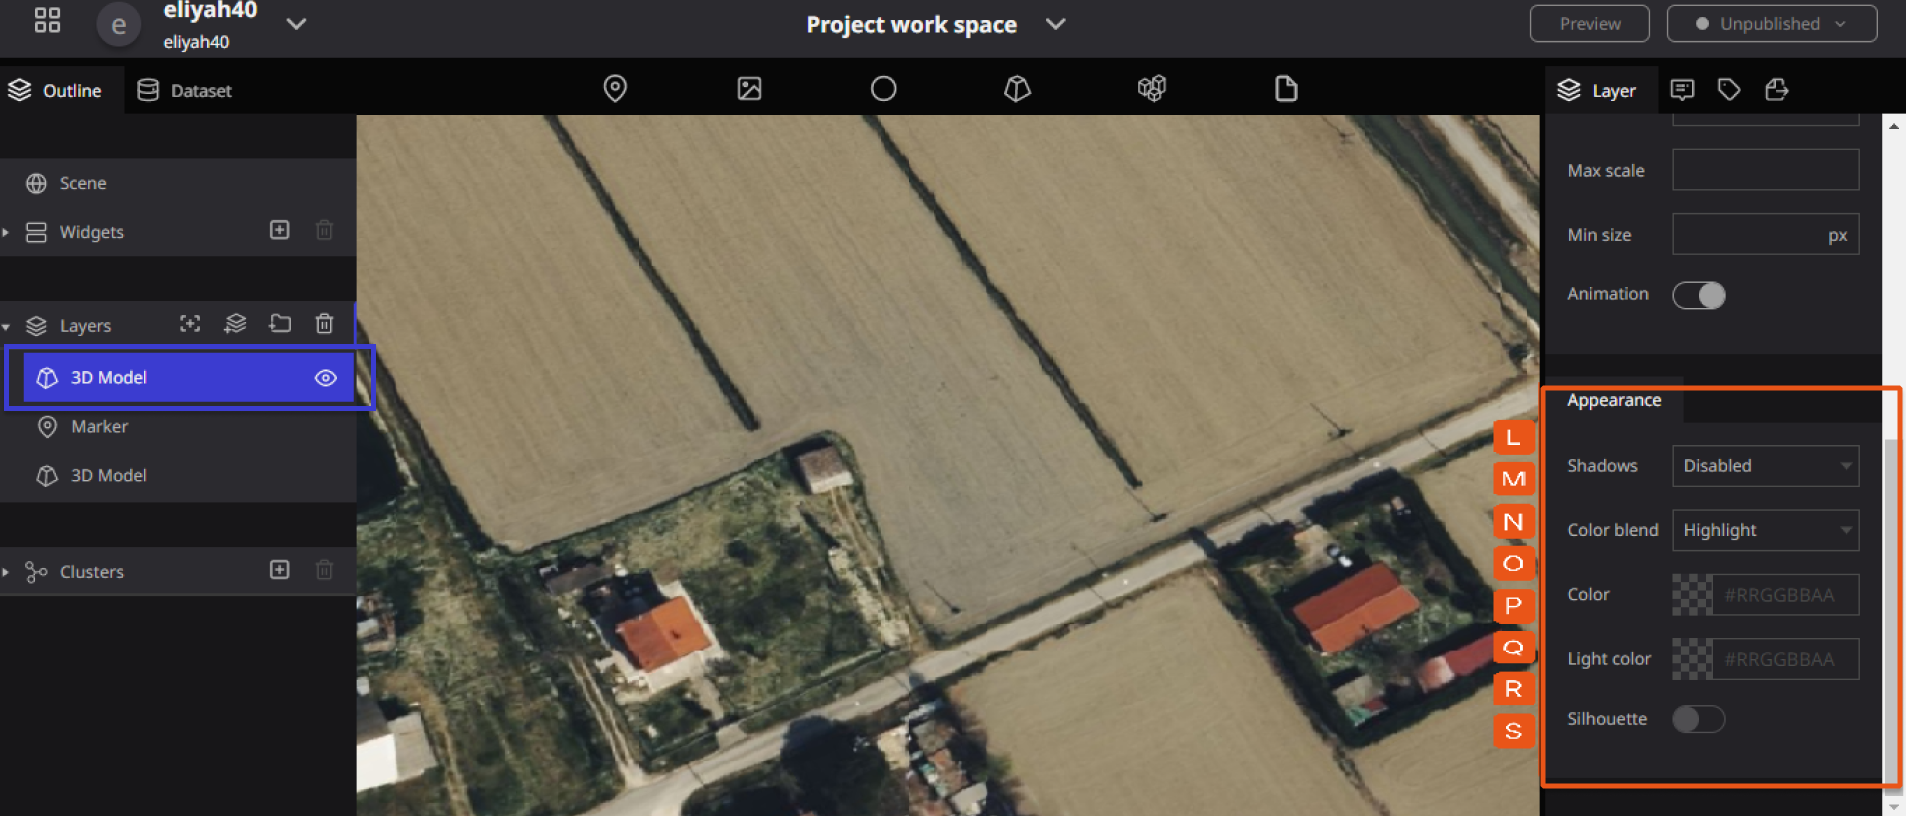 eliyah40
e
eliyah40
Project work space
Preview
Unpublished
Outline
Dataset
Layer
Scene
Widgets
Layers
3D Model
Marker
3D Model
Clusters
Max scale
Min size
px
Animation
Appearance
Shadows
Disabled
Color blend
Highlight
Color
#RRGGBBAA
Light color
#RRGGBBAA
Silhouette
L
M
N
O
P
Q
R
S